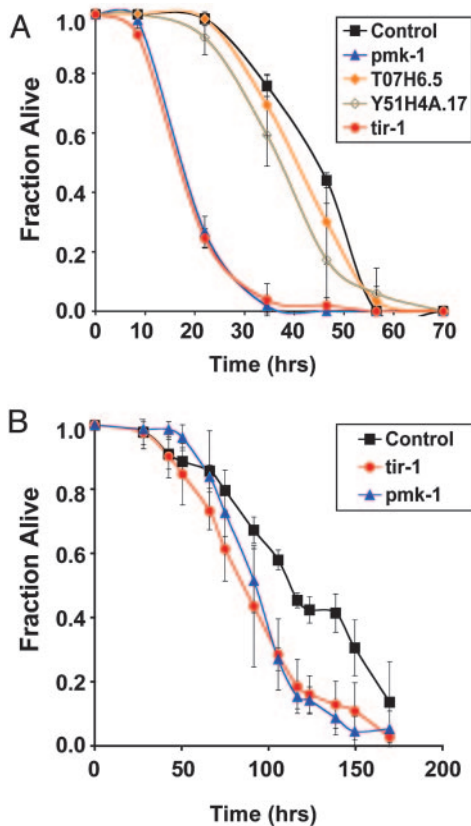 A
Fraction Alive
1.0
0.8
0.6
0.4
0.2
0.0
0 10 20 30 40 50 60 70
Time (hrs)
Control
pmk-1
T07H6.5
Y51H4A.17
tir-1
B
Fraction Alive
1.0
0.8
0.6
0.4
0.2
0.0
0 50 100 150 200
Time (hrs)
Control
tir-1
pmk-1